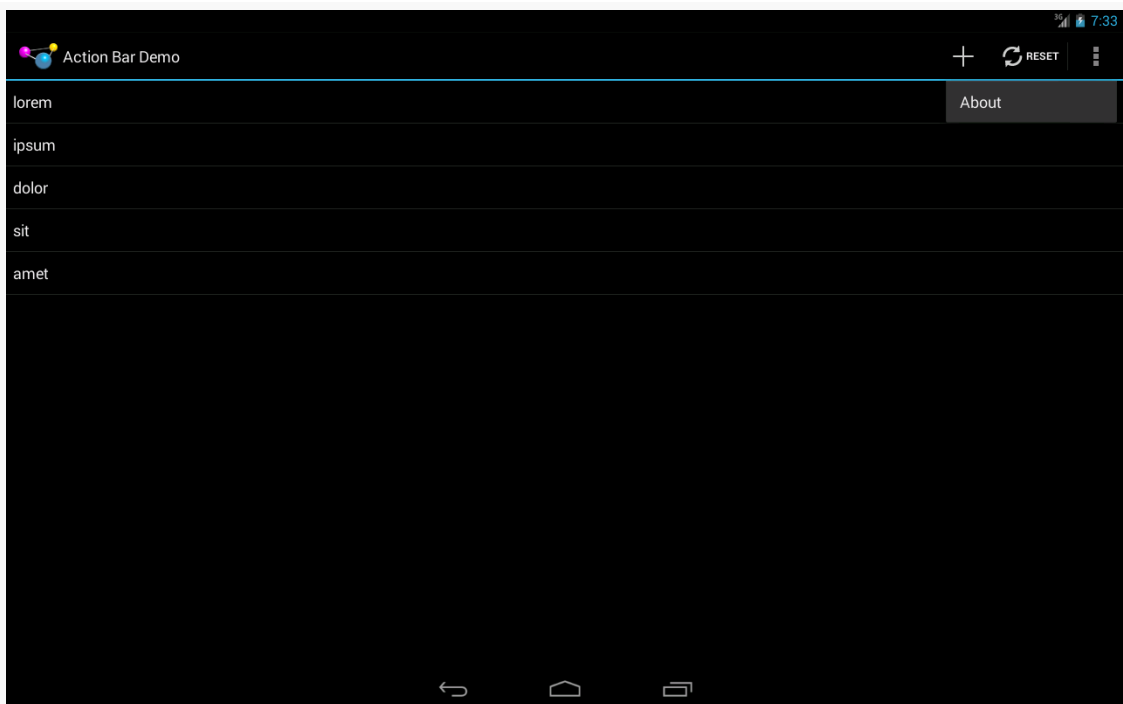 3G 7:33
Action Bar Demo RESET
lorem About
ipsum
dolor
sit
amet